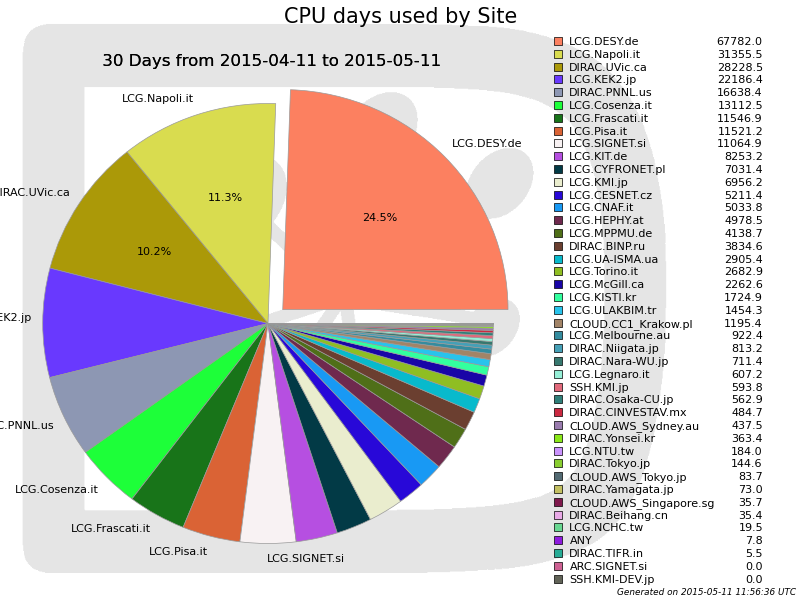 CPU days used by Site
30 Days from 2015-04-11 to 2015-05-11
LCG.Napoli.it
LCG.DESY.de
IRAC.UVic.ca
EK2.jp
C.PNNL.us
LCG.Cosenza.it
LCG.Frascati.it
LCG.Pisa.it
LCG.SIGNET.si
24.5%
11.3%
10.2%
LCG.DESY.de 67782.0
LCG.Napoli.it 31355.5
DIRAC.UVic.ca 28228.5
LCG.KEK2.jp 22186.4
DIRAC.PNNL.us 16638.4
LCG.Cosenza.it 13112.5
LCG.Frascati.it 11546.9
LCG.Pisa.it 11521.2
LCG.SIGNET.si 11064.9
LCG.KIT.de 8253.2
LCG.CYFRONET.pl 7031.4
LCG.KMI.jp 6956.2
LCG.CESNET.cz 5211.4
LCG.CNAF.it 5033.8
LCG.HEPHY.at 4978.5
LCG.MPPMU.de 4138.7
DIRAC.BINP.ru 3834.6
LCG.UA-ISMA.ua 2905.4
LCG.Torino.it 2682.9
LCG.McGill.ca 2262.6
LCG.KISTI.kr 1724.9
LCG.ULAKBIM.tr 1454.3
CLOUD.CC1_Krakow.pl 1195.4
LCG.Melbourne.au 922.4
DIRAC.Niigata.jp 813.2
DIRAC.Nara-WU.jp 711.4
LCG.Legnaro.it 607.2
SSH.KMI.jp 593.8
DIRAC.Osaka-CU.jp 562.9
DIRAC.CINVESTAV.mx 484.7
CLOUD.AWS_Sydney.au 437.5
DIRAC.Yonsei.kr 363.4
LCG.NTU.tw 184.0
DIRAC.Tokyo.jp 144.6
CLOUD.AWS_Tokyo.jp 83.7
DIRAC.Yamagata.jp 73.0
CLOUD.AWS_Singapore.sg 35.7
DIRAC.Beihang.cn 35.4
LCG.NCHC.tw 19.5
ANY 7.8
DIRAC.TIFR.in 5.5
ARC.SIGNET.si 0.0
SSH.KMI-DEV.jp 0.0
Generated on 2015-05-11 11:56:36 UTC